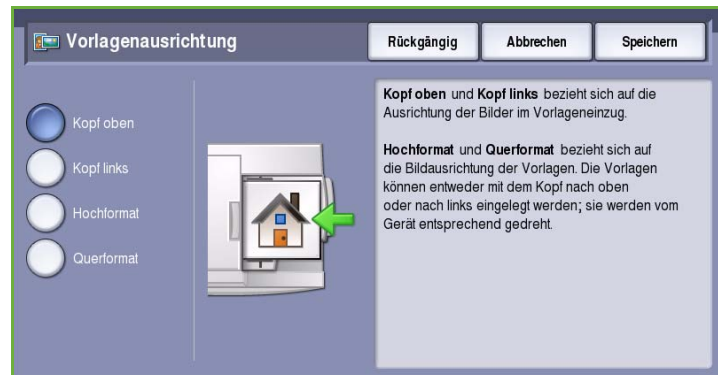 Vorlagenausrichtung
Rückgängig
Abbrechen
Speichern
Kopf oben
Kopf links
Hochformat
Querformat
Kopf oben und Kopf links bezieht sich auf die
Ausrichtung der Bilder im Vorlageneinzug.
Hochformat und Querformat bezieht sich auf
die Bildausrichtung der Vorlagen. Die Vorlagen
können entweder mit dem Kopf nach oben
oder nach links eingelegt werden; sie werden vom
Gerät entsprechend gedreht.